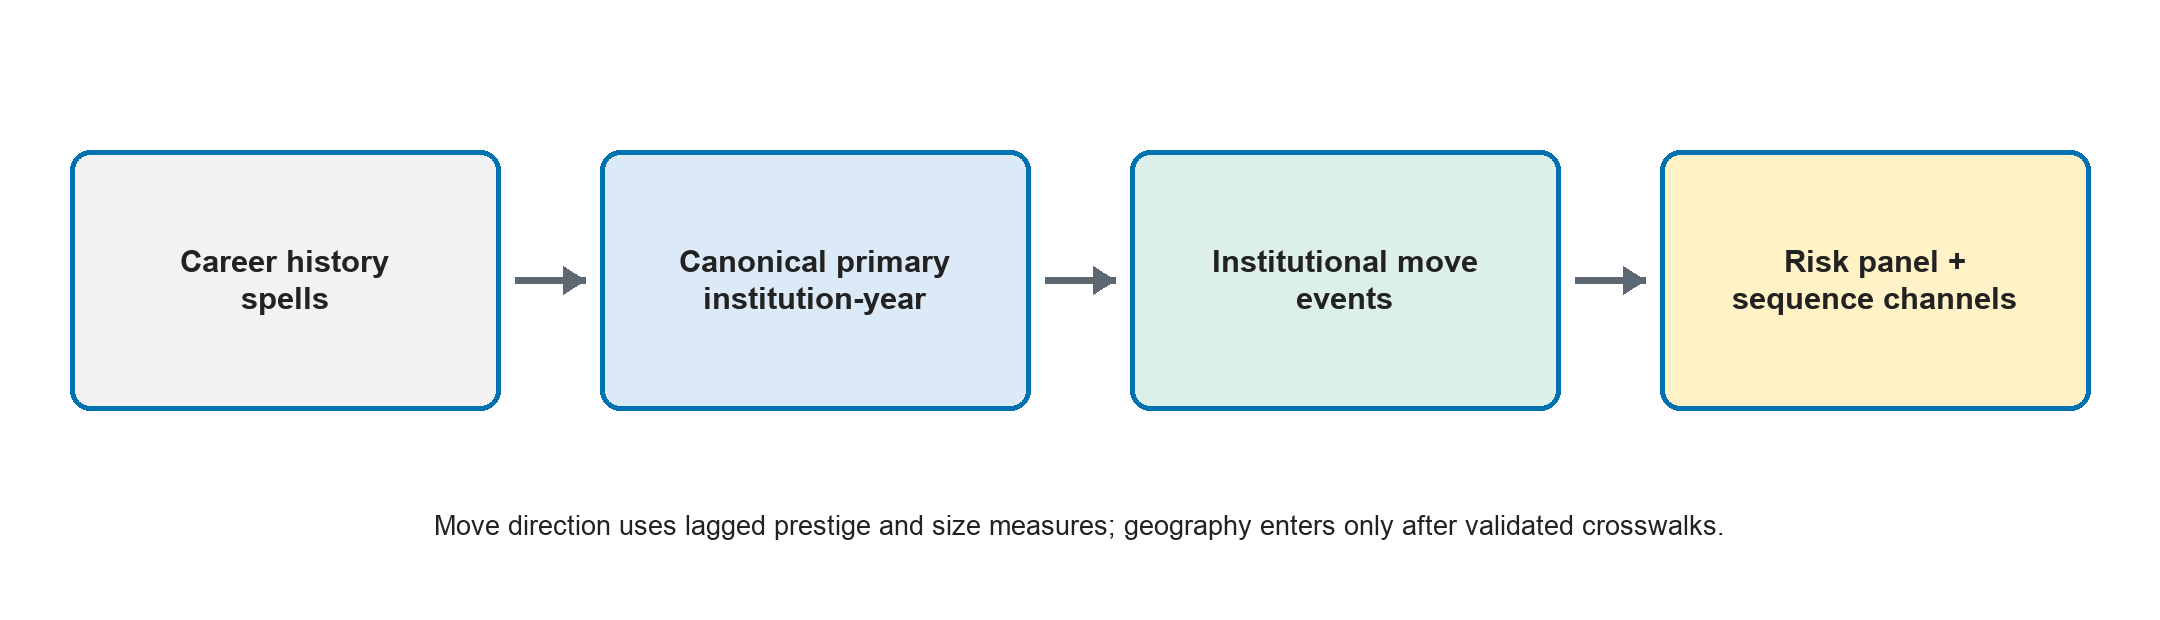 Career history
spells
Canonical primary
institution-year
Institutional move
events
Risk panel +
sequence channels
Move direction uses lagged prestige and size measures; geography enters only after validated crosswalks.